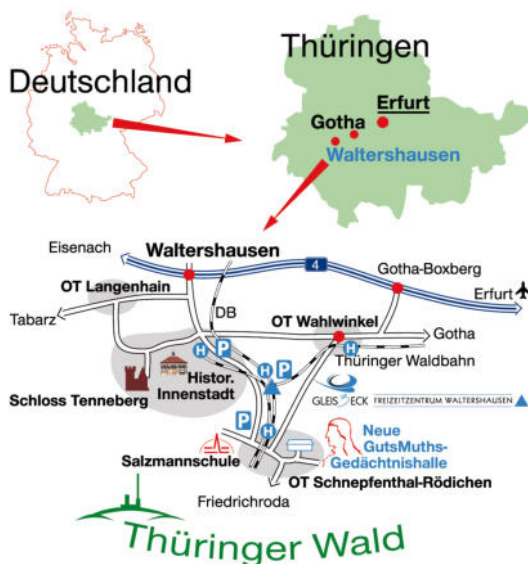 Deutschland
Thüringen
Erfurt
Gotha
Waltershausen
Waltershausen
Eisenach
4
Gotha-Boxberg
Erfurt
OT Langenhain
DB
OT Wahlwinkel
Tabarz
Gotha
H
P
P
H
Thüringer Waldbahn
Histor.
Innenstadt
H
Schloss Tenneberg
GLEIS3ECK
FREIZEITZENTRUM WALTERSHAUSEN
P
H
Neue
GutsMuths-
Gedächtnishalle
Salzmannschule
OT Schnepfenthal-Rödichen
Friedrichroda
Thüringer Wald